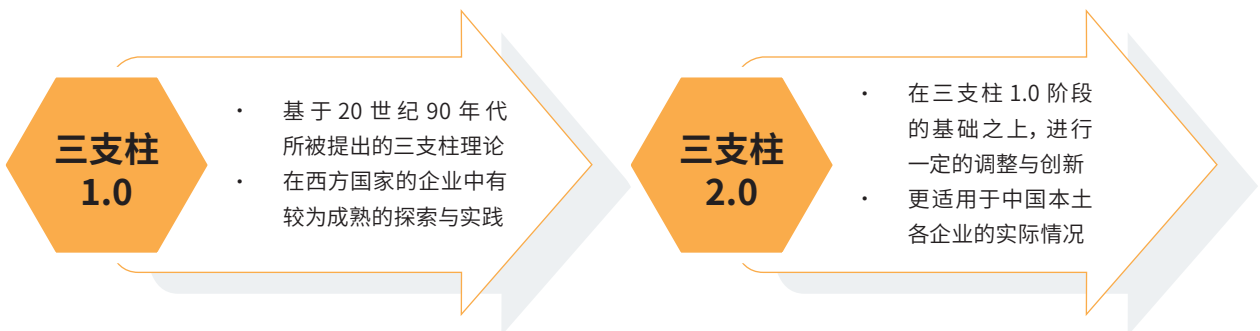 三支柱
1.0
· 基于20世纪90年代
所被提出的三支柱理论
· 在西方国家的企业中有
较为成熟的探索与实践
三支柱
2.0
· 在三支柱 1.0 阶段
的基础之上，进行
一定的调整与创新
· 更适用于中国本土
各企业的实际情况